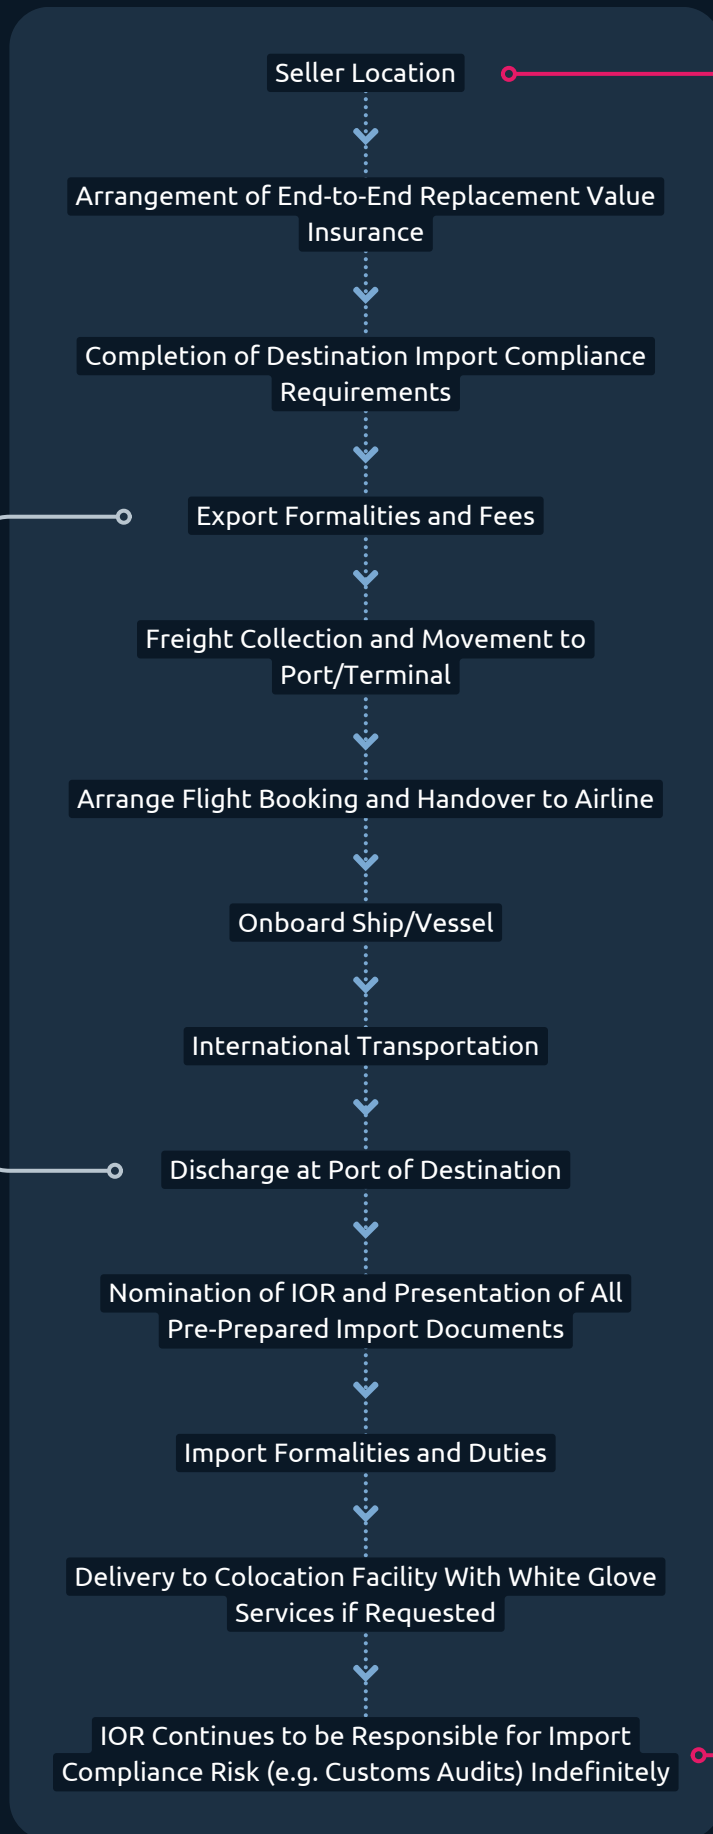 Seller Location
Arrangement of End-to-End Replacement Value
Insurance
Completion of Destination Import Compliance
Requirements
Export Formalities and Fees
Freight Collection and Movement to
Port/Terminal
Arrange Flight Booking and Handover to Airline
Onboard Ship/Vessel
International Transportation
Discharge at Port of Destination
Nomination of IOR and Presentation of All
Pre-Prepared Import Documents
Import Formalities and Duties
Delivery to Colocation Facility With White Glove
Services if Requested
IOR Continues to be Responsible for Import
Compliance Risk (e.g. Customs Audits) Indefinitely